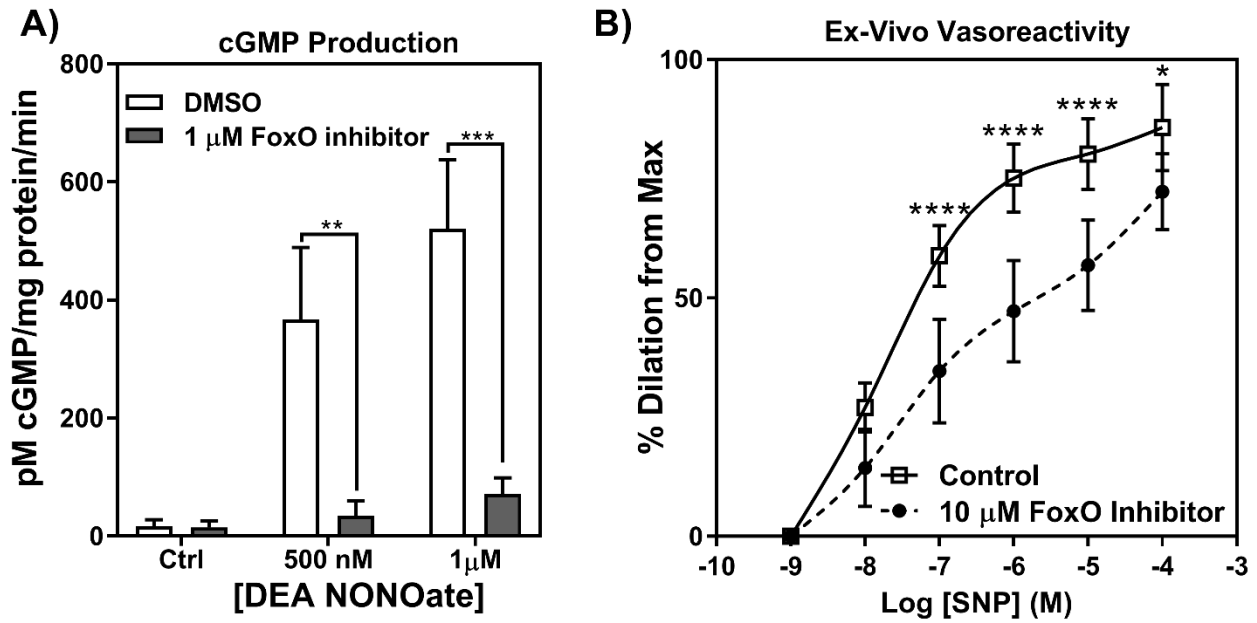 A)
cGMP Production
pM cGMP/mg protein/min
800
600
400
200
0
DMSO
1 μM FoxO inhibitor
**
***
Ctrl
500 nM
1μM
[DEA NONOate]
B)
Ex-Vivo Vasoreactivity
% Dilation from Max
100
50
0
****
****
****
*
Control
10 μM FoxO Inhibitor
-10
-9
-8
-7
-6
-5
-4
-3
Log [SNP] (M)